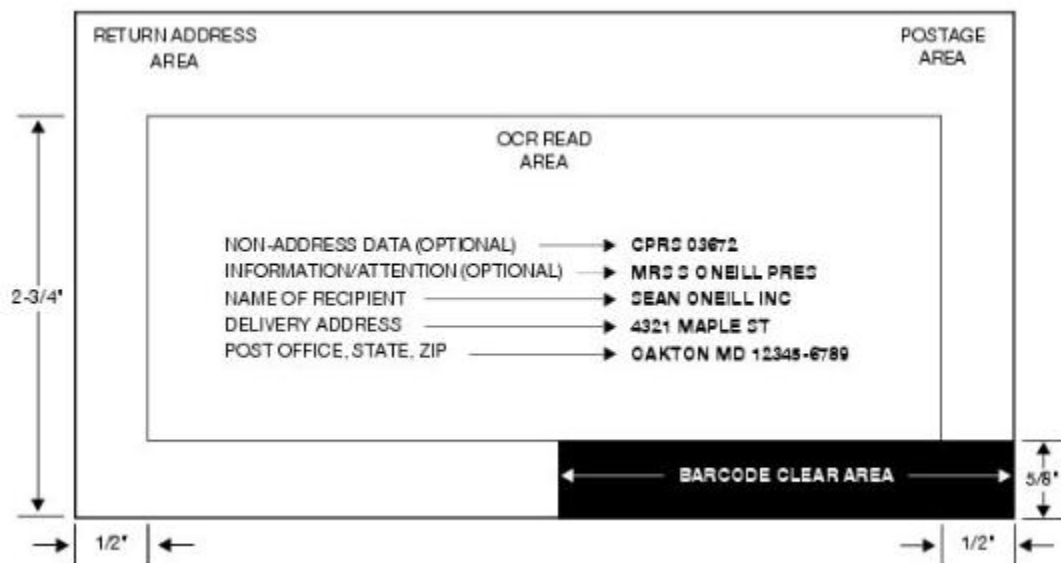 RETURN ADDRESS
AREA
POSTAGE
AREA
OCR READ
AREA
NON-ADDRESS DATA (OPTIONAL) CPRS 03672
INFORMATION/ATTENTION (OPTIONAL) MRS S ONEILL PRES
NAME OF RECIPIENT SEAN ONEILL INC
DELIVERY ADDRESS 4321 MAPLE ST
POST OFFICE, STATE, ZIP OAKTON MD 12345-6789
2-3/4"
BARCODE CLEAR AREA
5/8"
1/2"
1/2"